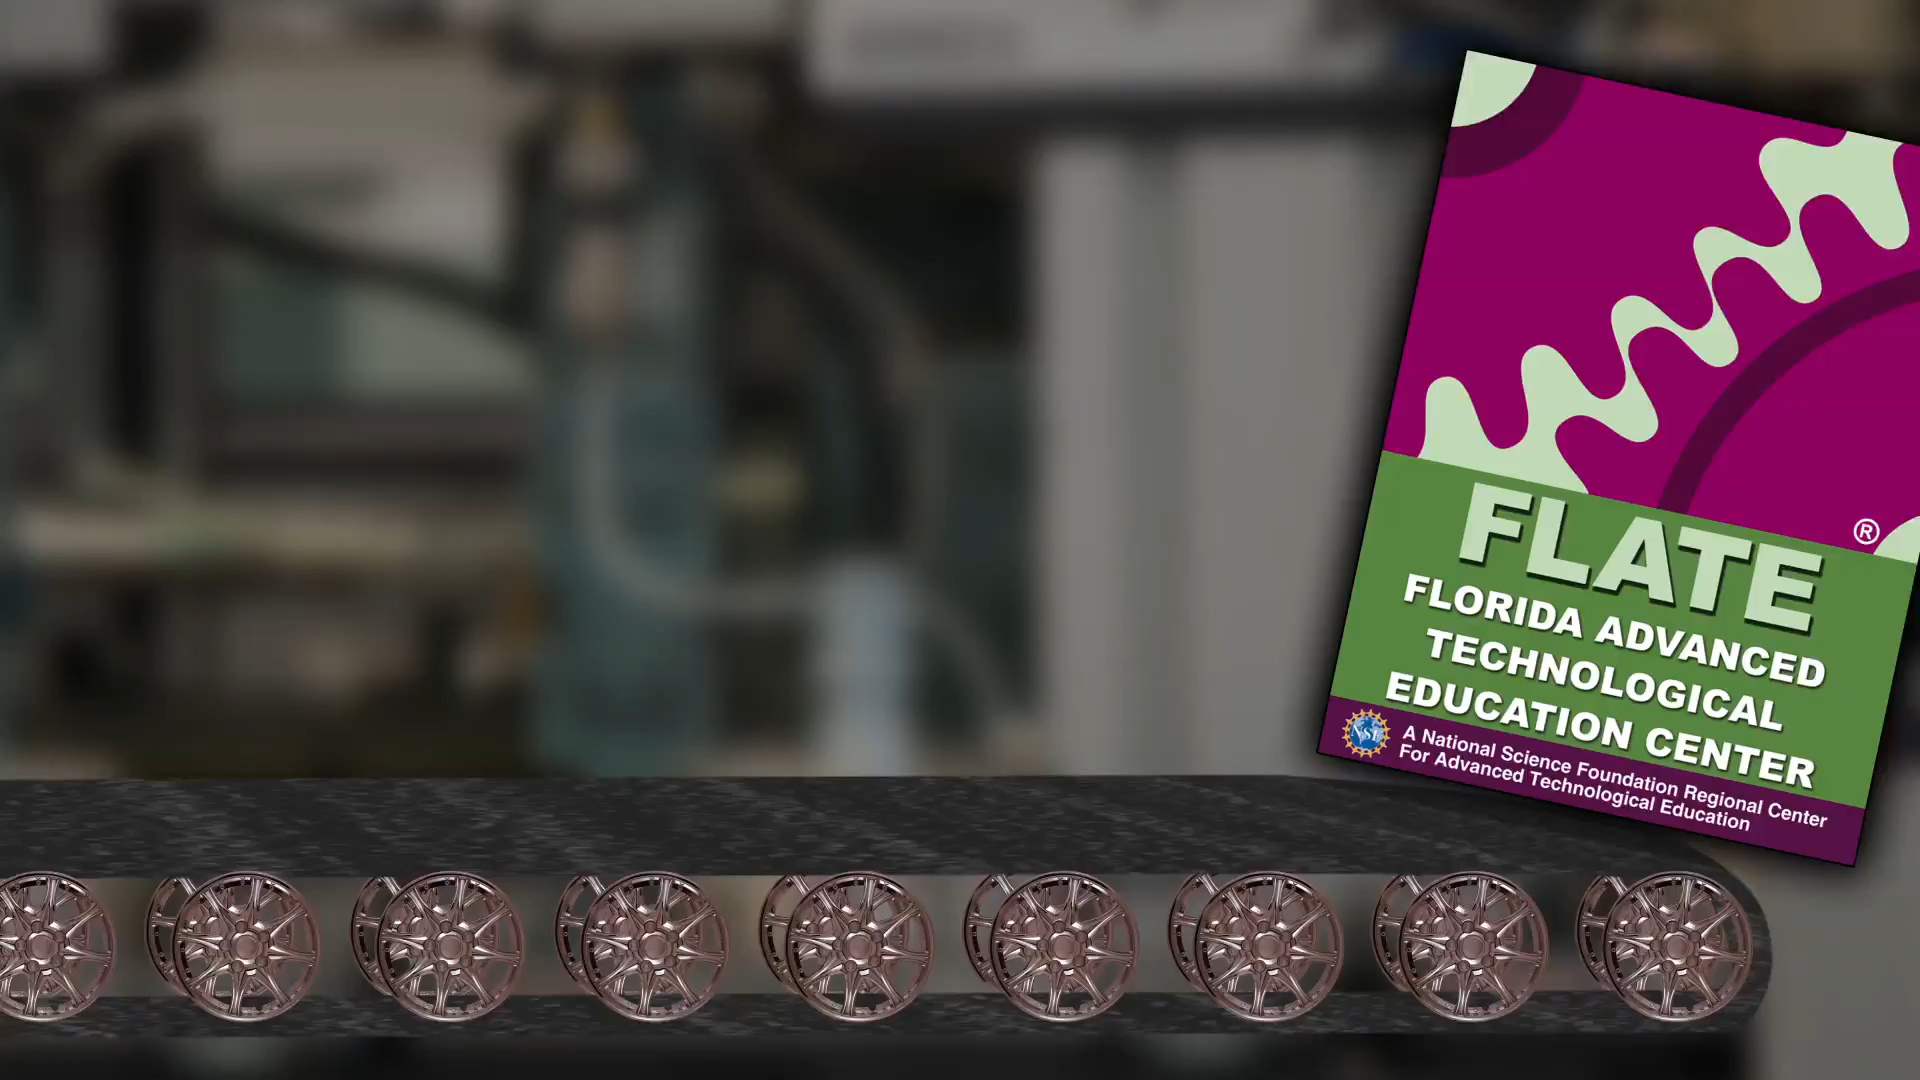 ®
FLATE
FLORIDA ADVANCED
TECHNOLOGICAL
EDUCATION CENTER
NSF
A National Science Foundation Regional Center
For Advanced Technological Education